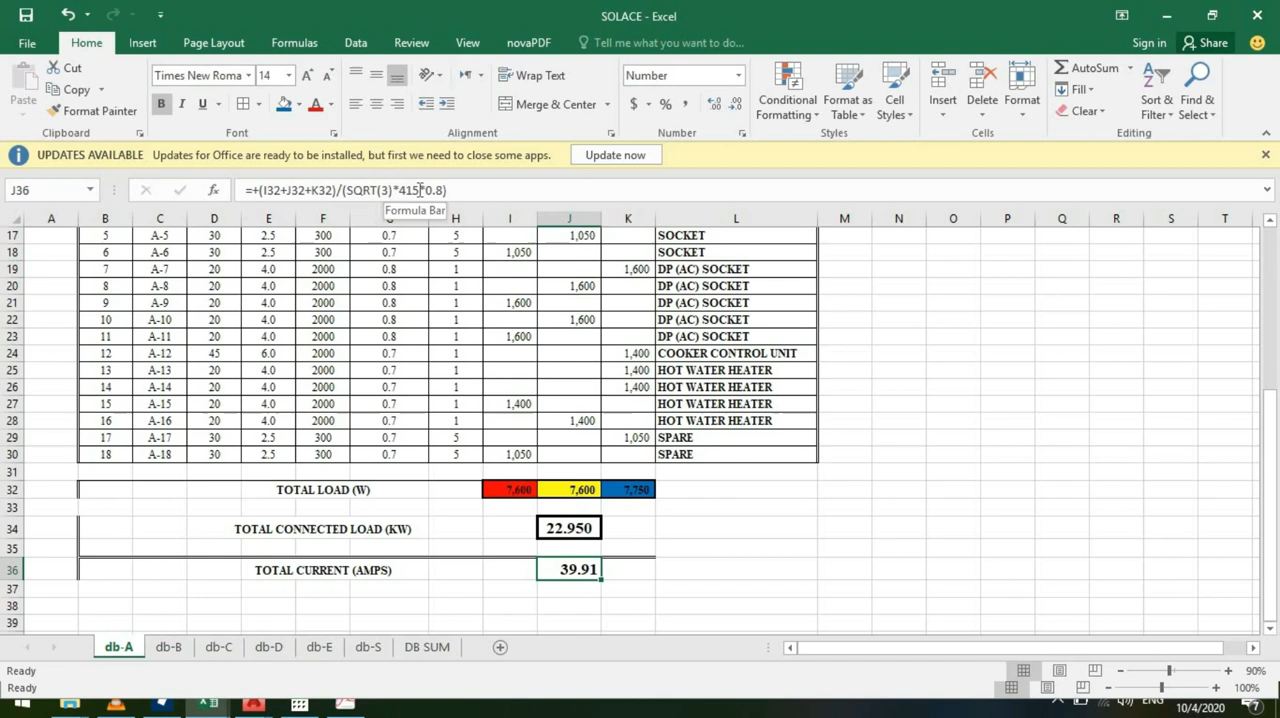 SOLACE - Excel
File Home Insert Page Layout Formulas Data Review View novaPDF Tell me what you want to do... Sign in Share
Cut Times New Roma 14 Wrap Text Number AutoSum
Copy Fill
Paste Format Painter Merge & Center Conditional Formatting Format as Table Cell Styles Insert Delete Format Clear Sort & Filter Find & Select
Clipboard Font Alignment Number Styles Cells Editing
UPDATES AVAILABLE Updates for Office are ready to be installed, but first we need to close some apps. Update now
J36 fx =+(I32+J32+K32)/(SQRT(3)*415*0.8)
Formula Bar
A B C D E F H I J K L M N O P Q R S T
17 5 A-5 30 2.5 300 0.7 5 1,050 SOCKET
18 6 A-6 30 2.5 300 0.7 5 1,050 SOCKET
19 7 A-7 20 4.0 2000 0.8 1 1,600 DP (AC) SOCKET
20 8 A-8 20 4.0 2000 0.8 1 1,600 DP (AC) SOCKET
21 9 A-9 20 4.0 2000 0.8 1 1,600 DP (AC) SOCKET
22 10 A-10 20 4.0 2000 0.8 1 1,600 DP (AC) SOCKET
23 11 A-11 20 4.0 2000 0.8 1 1,600 DP (AC) SOCKET
24 12 A-12 45 6.0 2000 0.7 1 1,400 COOKER CONTROL UNIT
25 13 A-13 20 4.0 2000 0.7 1 1,400 HOT WATER HEATER
26 14 A-14 20 4.0 2000 0.7 1 1,400 HOT WATER HEATER
27 15 A-15 20 4.0 2000 0.7 1 1,400 HOT WATER HEATER
28 16 A-16 20 4.0 2000 0.7 1 1,400 HOT WATER HEATER
29 17 A-17 30 2.5 300 0.7 5 1,050 SPARE
30 18 A-18 30 2.5 300 0.7 5 1,050 SPARE
31
32 TOTAL LOAD (W) 7,600 7,600 7,750
33
34 TOTAL CONNECTED LOAD (KW) 22.950
35
36 TOTAL CURRENT (AMPS) 39.91
37
38
39
db-A db-B db-C db-D db-E db-S DB SUM
Ready 90%
Ready 100%
ENG 10/4/2020 7